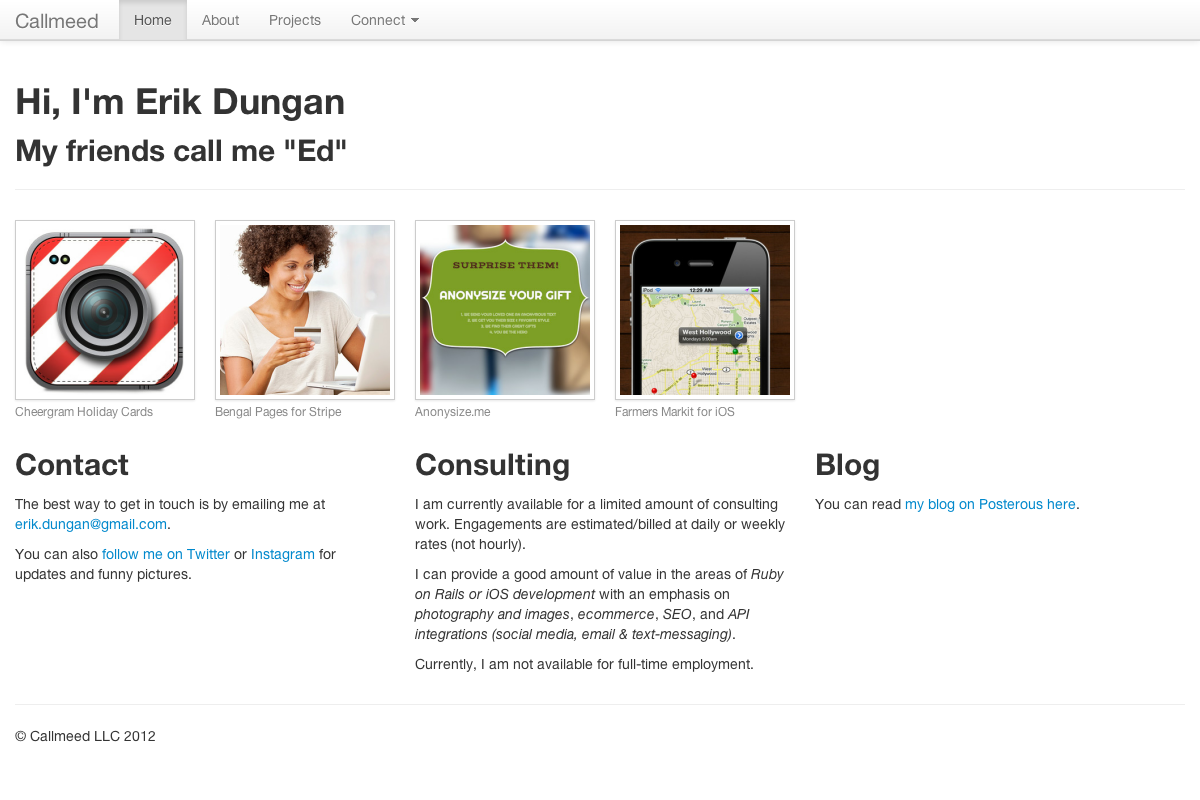 Callmeed Home About Projects Connect
Hi, I'm Erik Dungan
My friends call me "Ed"
SURPRISE THEM!
ANONYSIZE YOUR GIFT
iPod 12:29 AM
West Hollywood
Mondays 9:00am
West
Hollywood
Cheergram Holiday Cards
Bengal Pages for Stripe
Anonysize.me
Farmers Markit for iOS
Contact
The best way to get in touch is by emailing me at
erik.dungan@gmail.com.
You can also follow me on Twitter or Instagram for
updates and funny pictures.
Consulting
I am currently available for a limited amount of consulting
work. Engagements are estimated/billed at daily or weekly
rates (not hourly).
I can provide a good amount of value in the areas of Ruby
on Rails or iOS development with an emphasis on
photography and images, ecommerce, SEO, and API
integrations (social media, email & text-messaging).
Currently, I am not available for full-time employment.
Blog
You can read my blog on Posterous here.
© Callmeed LLC 2012